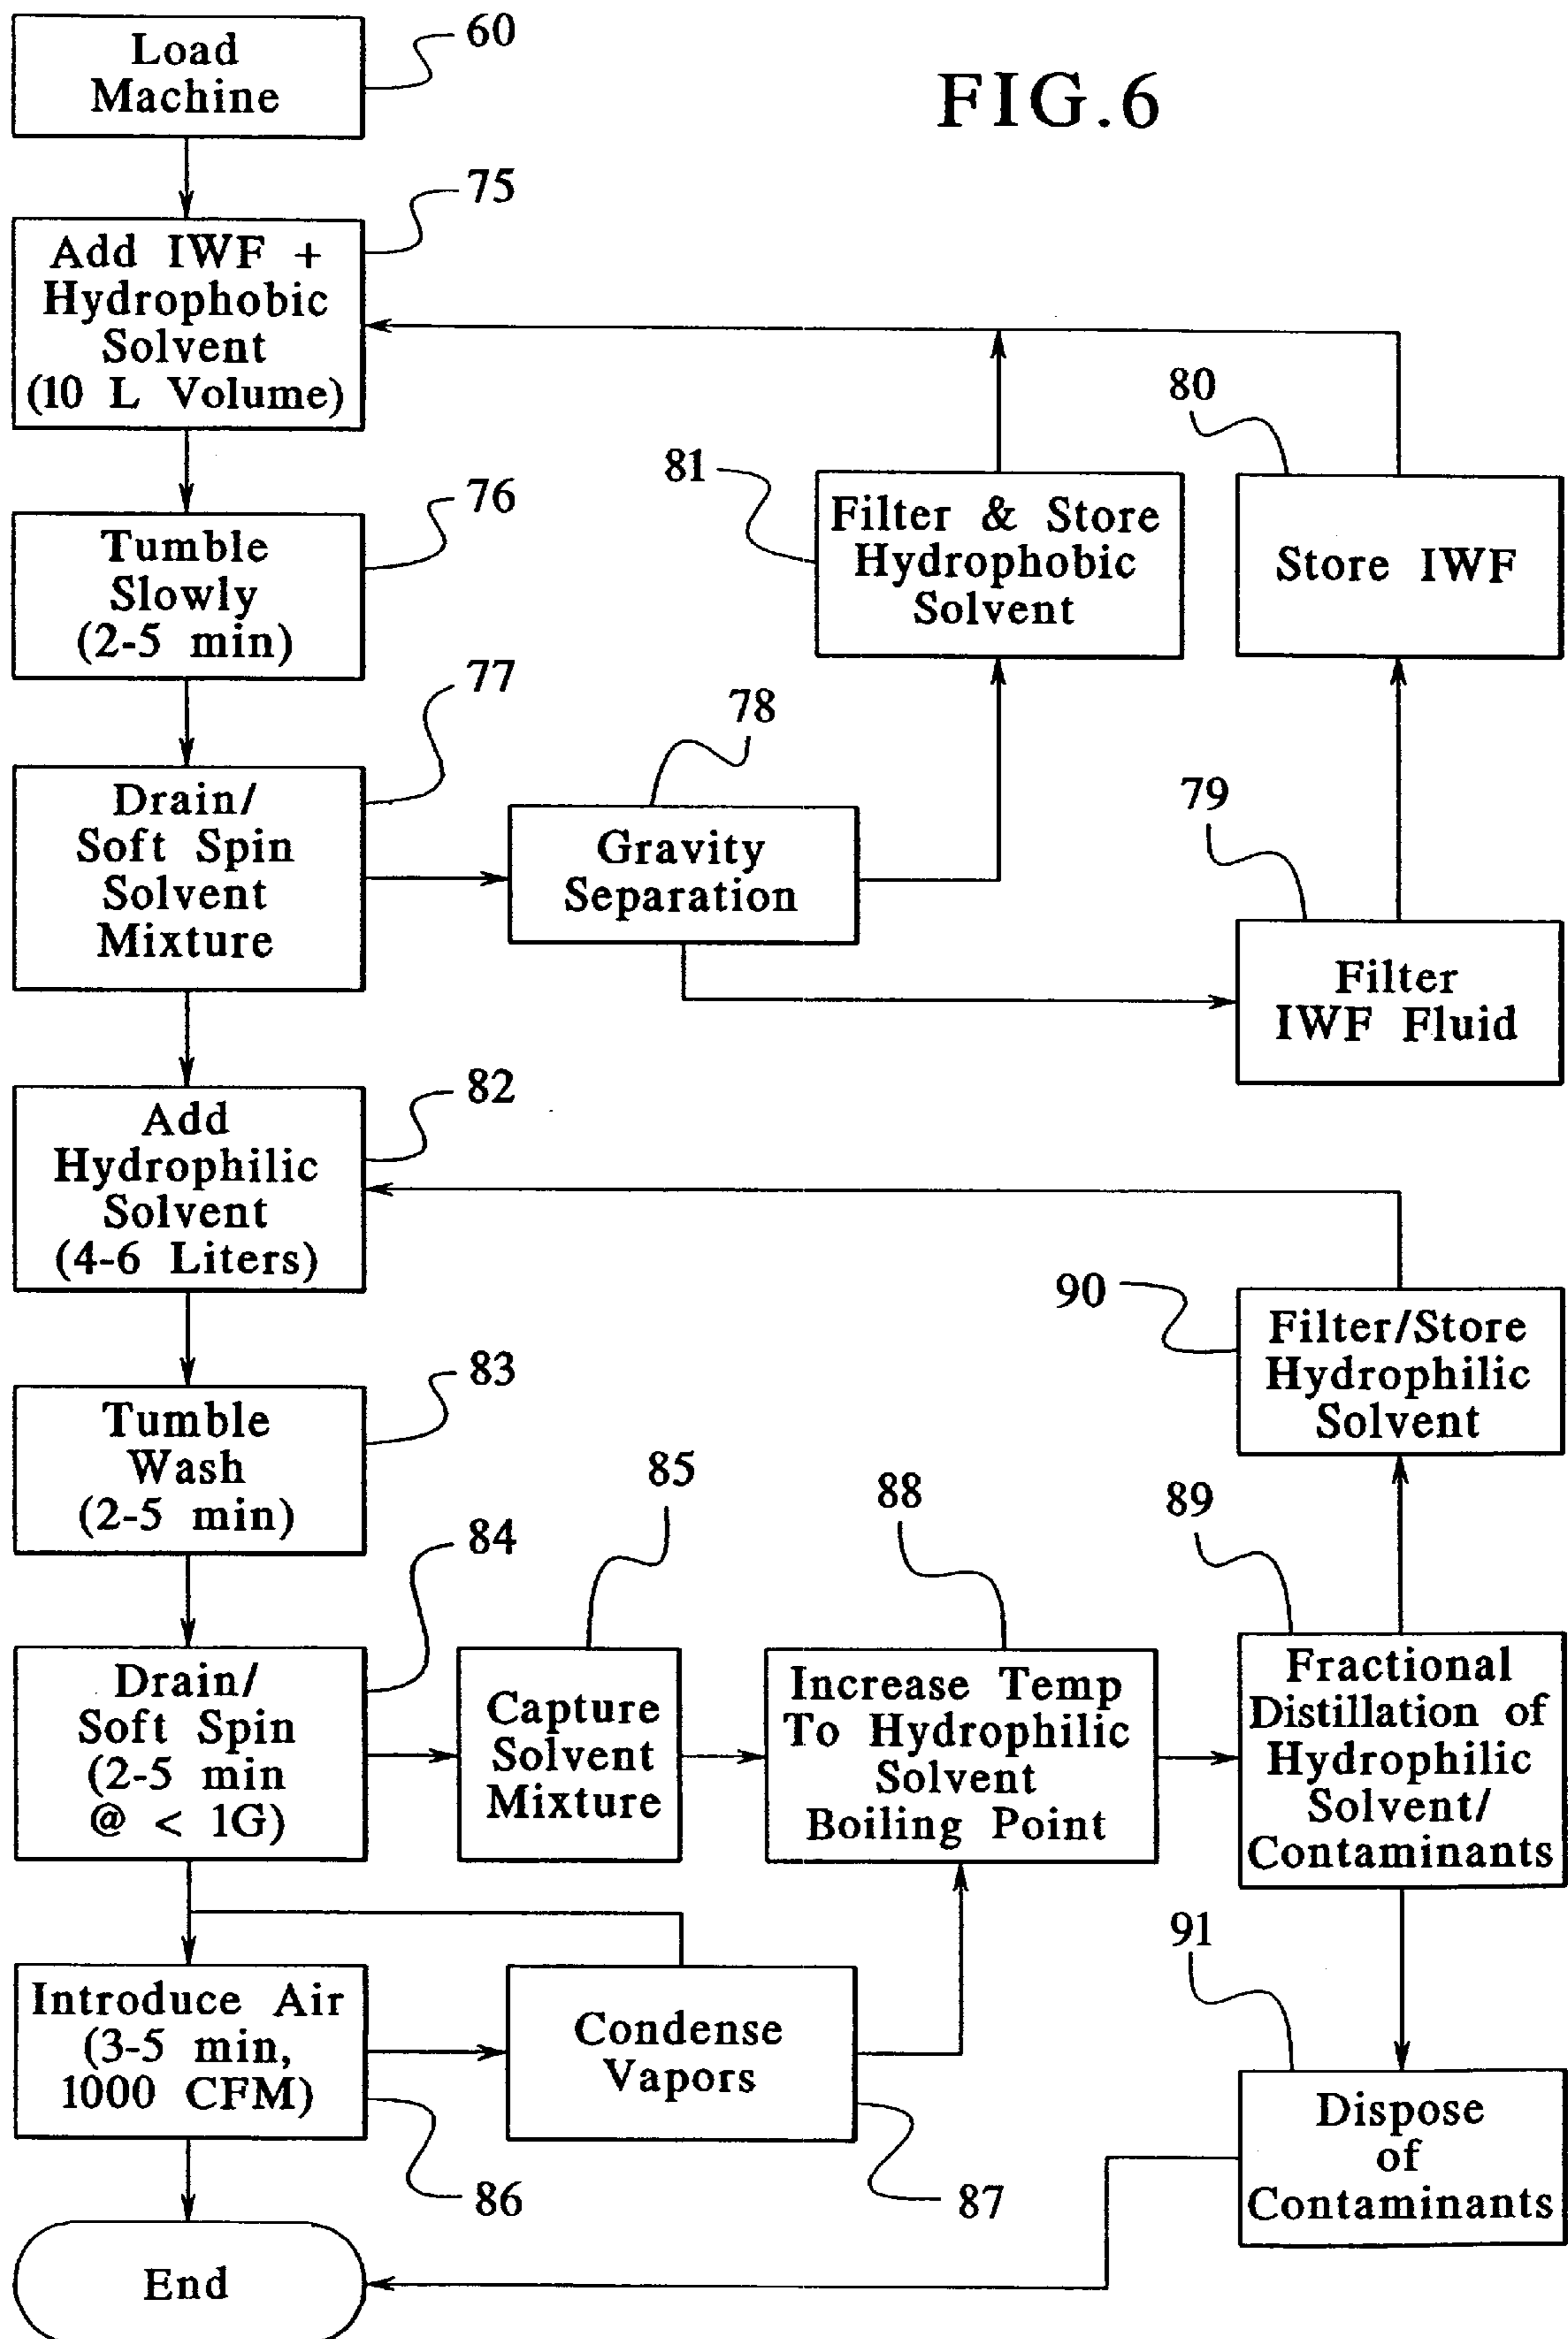 FIG.6
Load
Machine
60
Add IWF +
Hydrophobic
Solvent
(10 L Volume)
75
Tumble
Slowly
(2-5 min)
76
Drain/
Soft Spin
Solvent
Mixture
77
Gravity
Separation
78
Filter & Store
Hydrophobic
Solvent
81
Store IWF
80
Filter
IWF Fluid
79
Add
Hydrophilic
Solvent
(4-6 Liters)
82
Tumble
Wash
(2-5 min)
83
Drain/
Soft Spin
(2-5 min
@ < 1G)
84
Capture
Solvent
Mixture
85
Increase Temp
To Hydrophilic
Solvent
Boiling Point
88
Fractional
Distillation of
Hydrophilic
Solvent/
Contaminants
89
Filter/Store
Hydrophilic
Solvent
90
Introduce Air
(3-5 min,
1000 CFM)
86
Condense
Vapors
87
Dispose
of
Contaminants
91
End